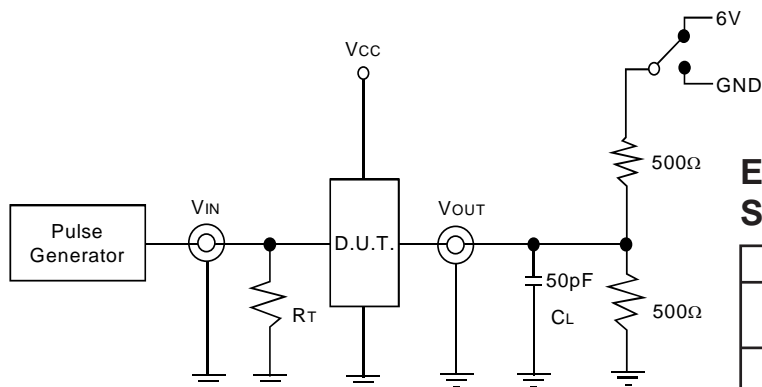 6V
GND
VCC
500Ω
E
S
VIN
VOUT
Pulse
Generator
D.U.T.
50pF
RT
CL
500Ω